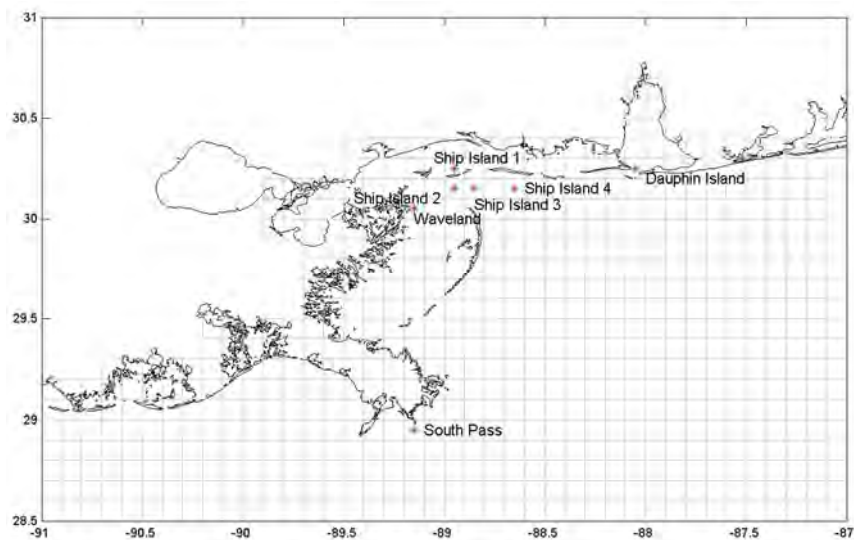 31
30.5
30
29.5
29
28.5
Ship Island 1
Dauphin Island
Ship Island 4
Ship Island 2
Ship Island 3
Waveland
South Pass
-91
-90.5
-90
-89.5
-89
-88.5
-88
-87.5
-87